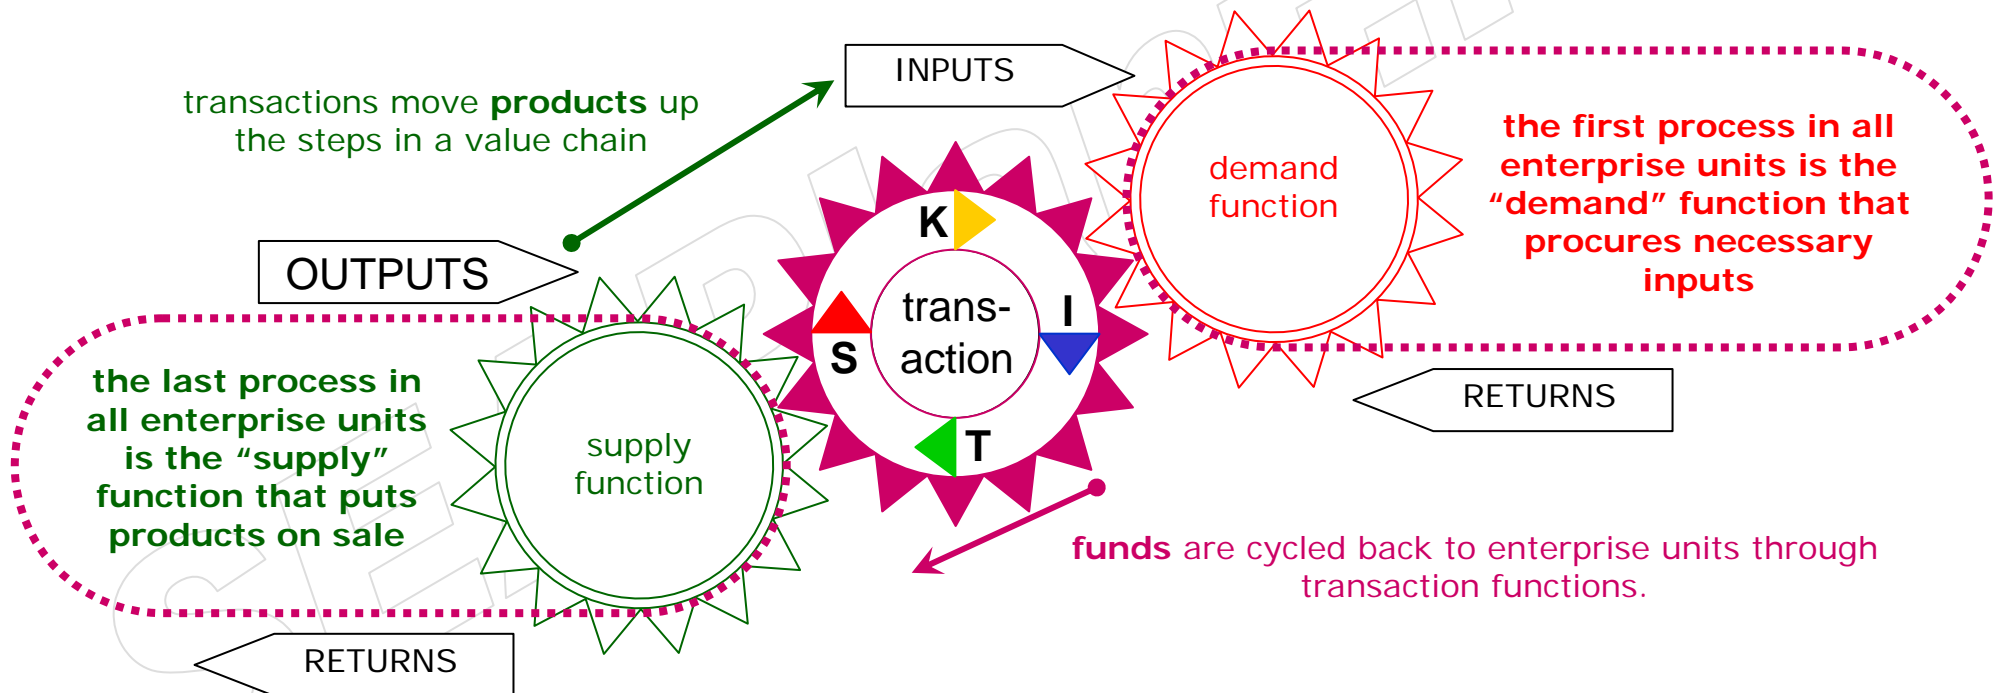 INPUTS
transactions move products up
the steps in a value chain
the first process in all
enterprise units is the
“demand” function that
procures necessary
inputs
demand
function
K
OUTPUTS
trans-
action
I
S
T
RETURNS
the last process in
all enterprise units
is the “supply”
function that puts
products on sale
supply
function
funds are cycled back to enterprise units through
transaction functions.
RETURNS